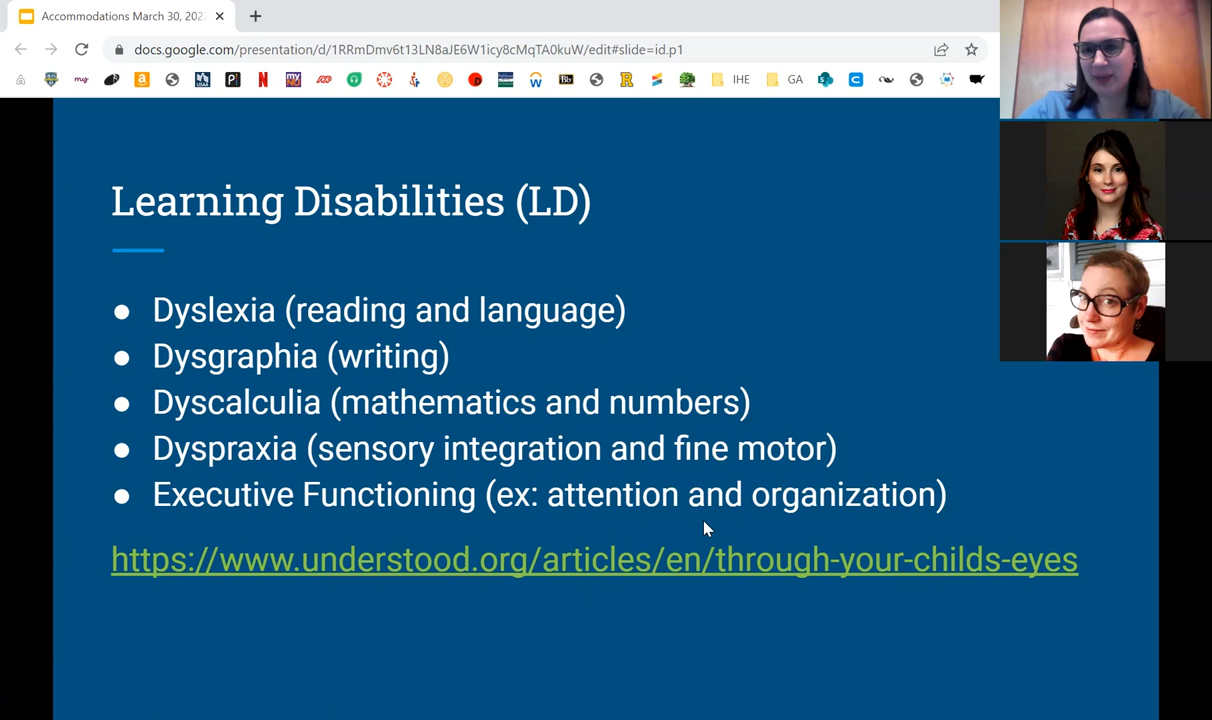 Accommodations March 30, 202
docs.google.com/presentation/d/1RRmDmv6t13LN8aJE6W1icy8cMqTA0kuW/edit#slide=id.p1
IHE
GA
Learning Disabilities (LD)
● Dyslexia (reading and language)
● Dysgraphia (writing)
● Dyscalculia (mathematics and numbers)
● Dyspraxia (sensory integration and fine motor)
● Executive Functioning (ex: attention and organization)
https://www.understood.org/articles/en/through-your-childs-eyes